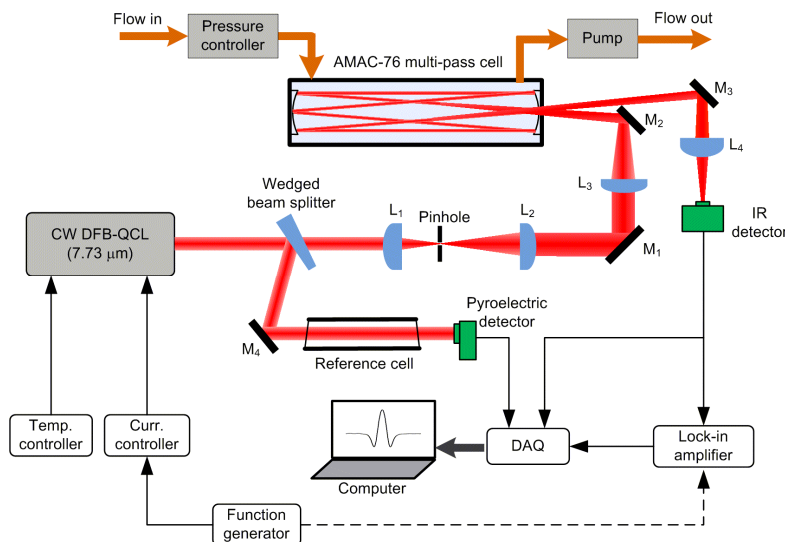 Flow in
Pressure
controller
Pump
Flow out
AMAC-76 multi-pass cell
M3
M2
L4
L3
Wedged
beam splitter
L1
Pinhole
L2
IR
detector
CW DFB-QCL
(7.73 μm)
M1
Pyroelectric
detector
M4
Reference cell
Temp.
controller
Curr.
controller
DAQ
Lock-in
amplifier
Computer
Function
generator